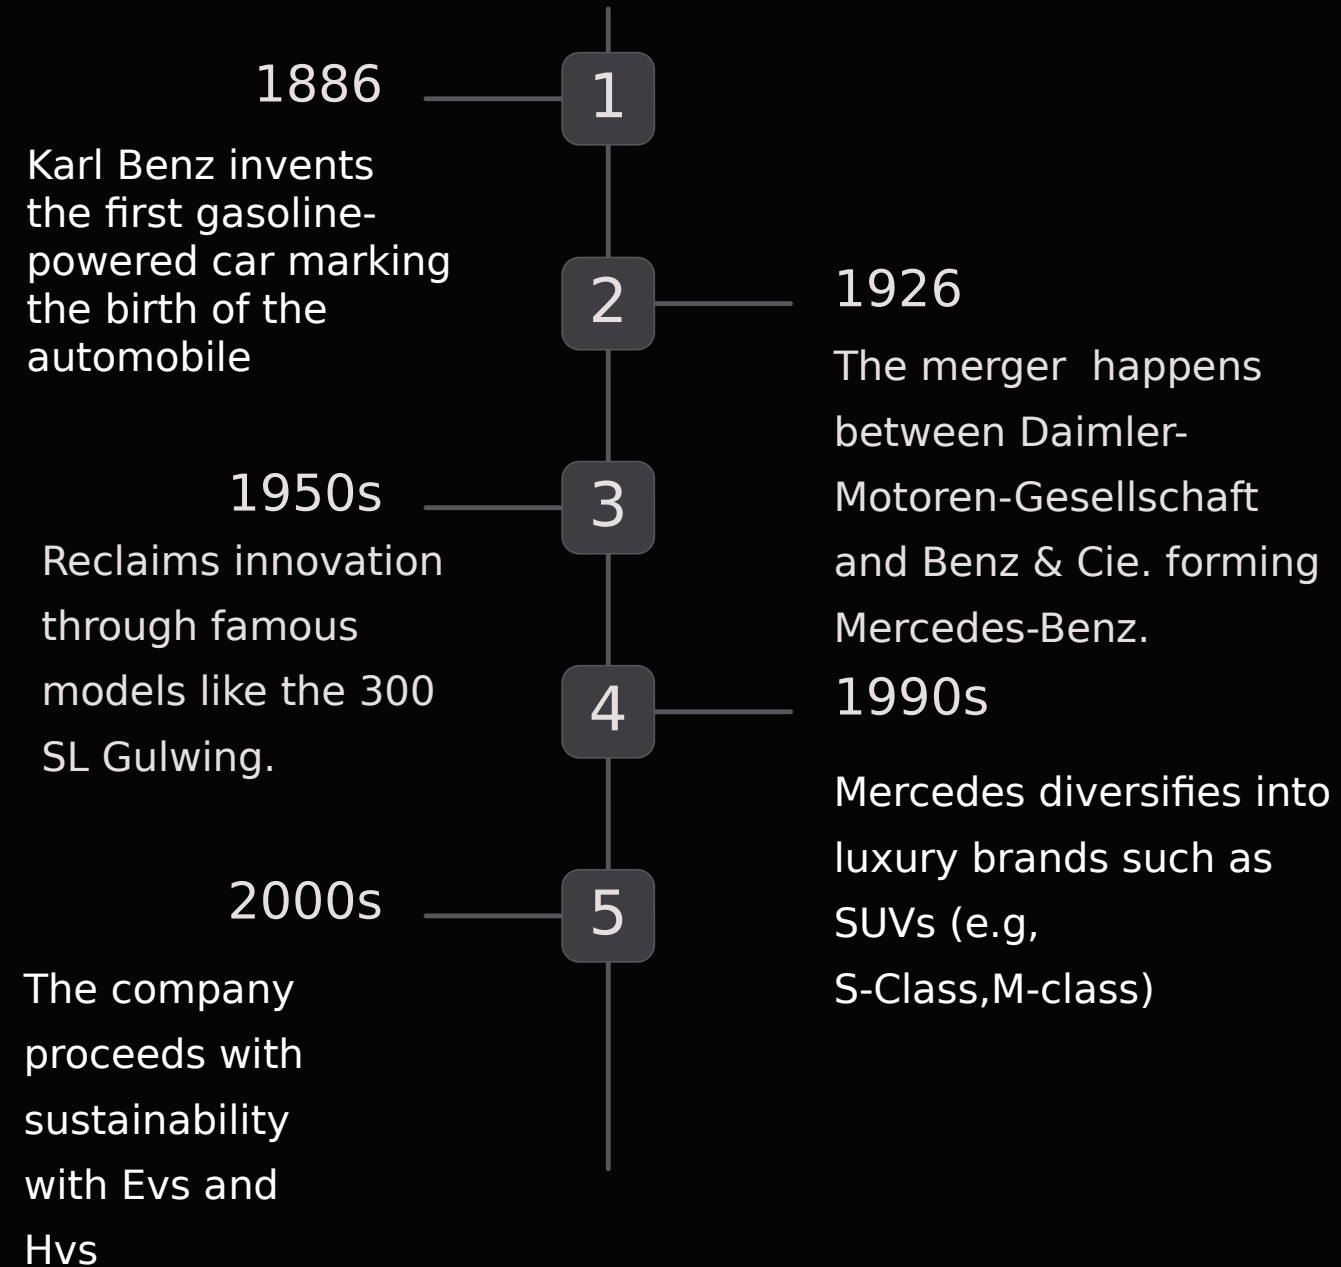 1886
1
Karl Benz invents
the first gasoline-
powered car marking
the birth of the
automobile
2
1926
The merger  happens
between Daimler-
Motoren-Gesellschaft
and Benz & Cie. forming
Mercedes-Benz.
1950s
3
Reclaims innovation
through famous
models like the 300
SL Gulwing.
4
1990s
Mercedes diversifies into
luxury brands such as
SUVs (e.g,
S-Class,M-class)
2000s
5
The company
proceeds with
sustainability
with Evs and
Hvs